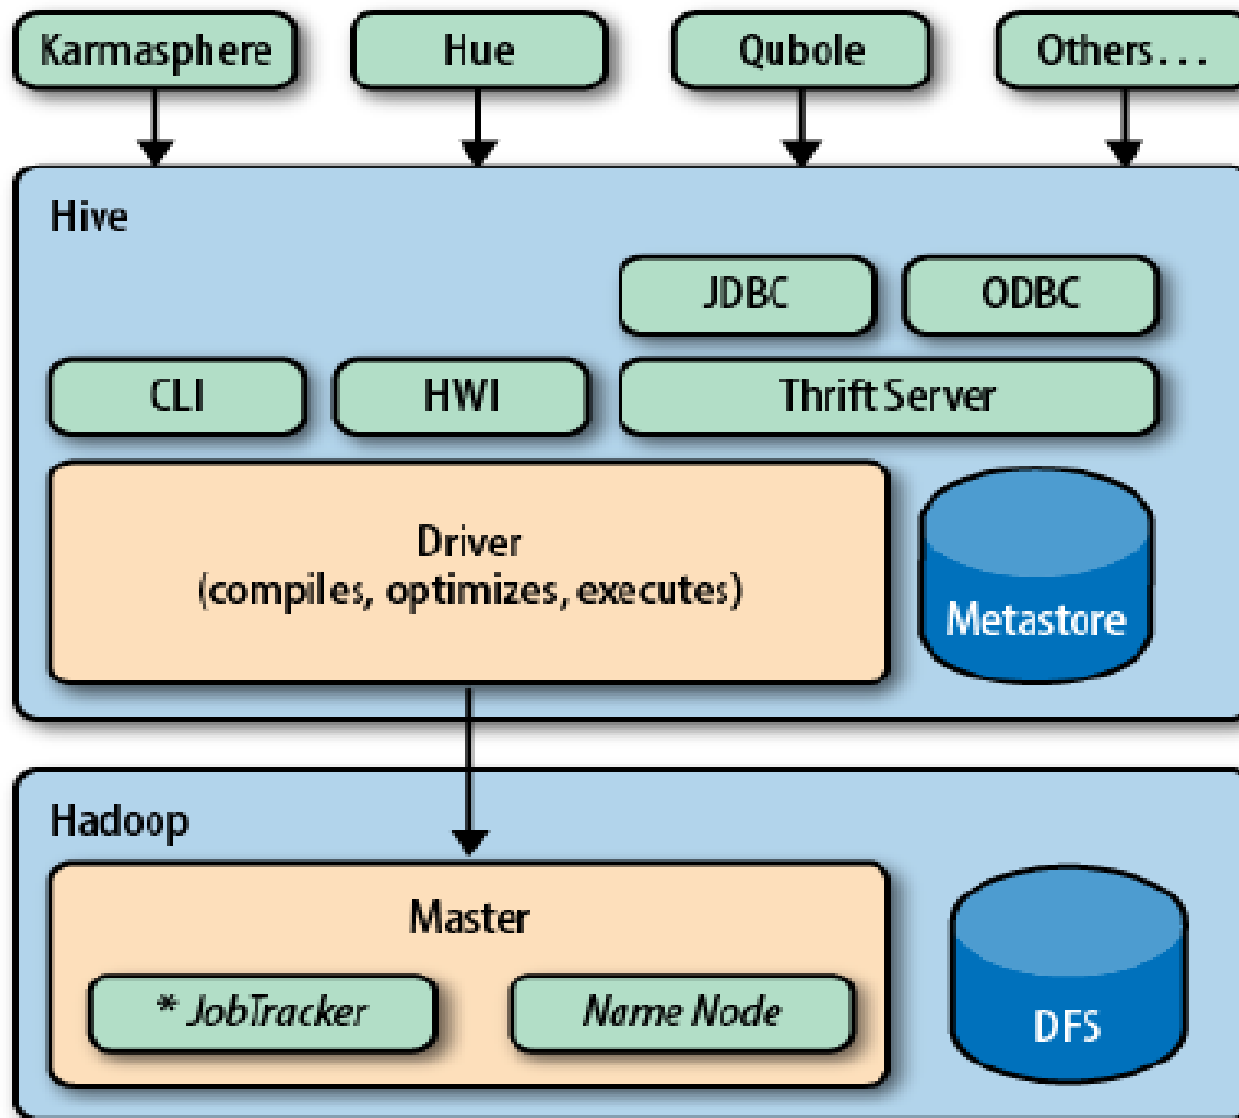 Karmasphere
Hue
Qubole
Others...
Hive
JDBC
ODBC
CLI
HWI
Thrift Server
Driver
(compiles, optimizes, executes)
Metastore
Hadoop
Master
* JobTracker
Name Node
DFS